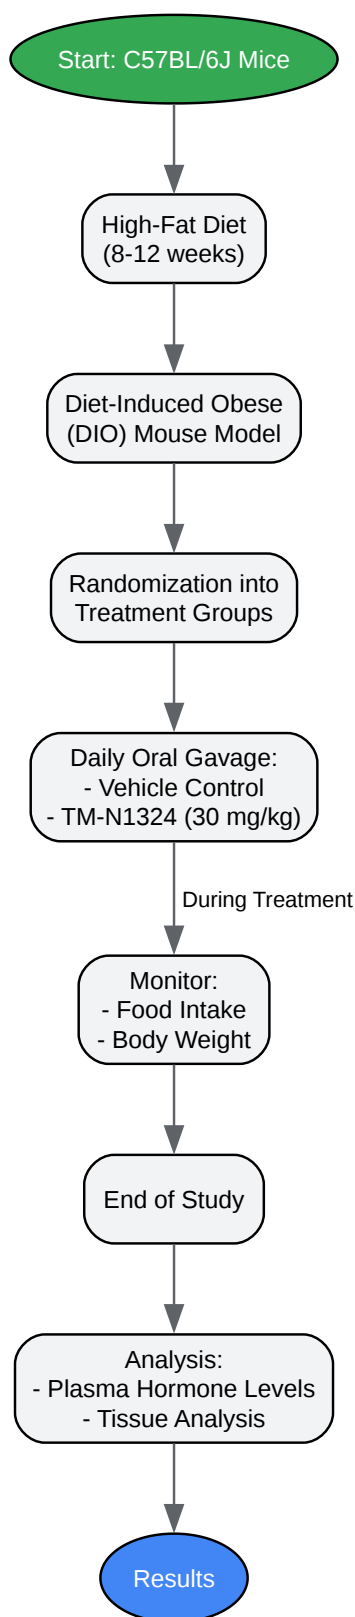 Start: C57BL/6J Mice
High-Fat Diet
(8-12 weeks)
Diet-Induced Obese
(DIO) Mouse Model
Randomization into
Treatment Groups
Daily Oral Gavage:
- Vehicle Control
- TM-N1324 (30 mg/kg)
During Treatment
Monitor:
- Food Intake
- Body Weight
End of Study
Analysis:
- Plasma Hormone Levels
- Tissue Analysis
Results